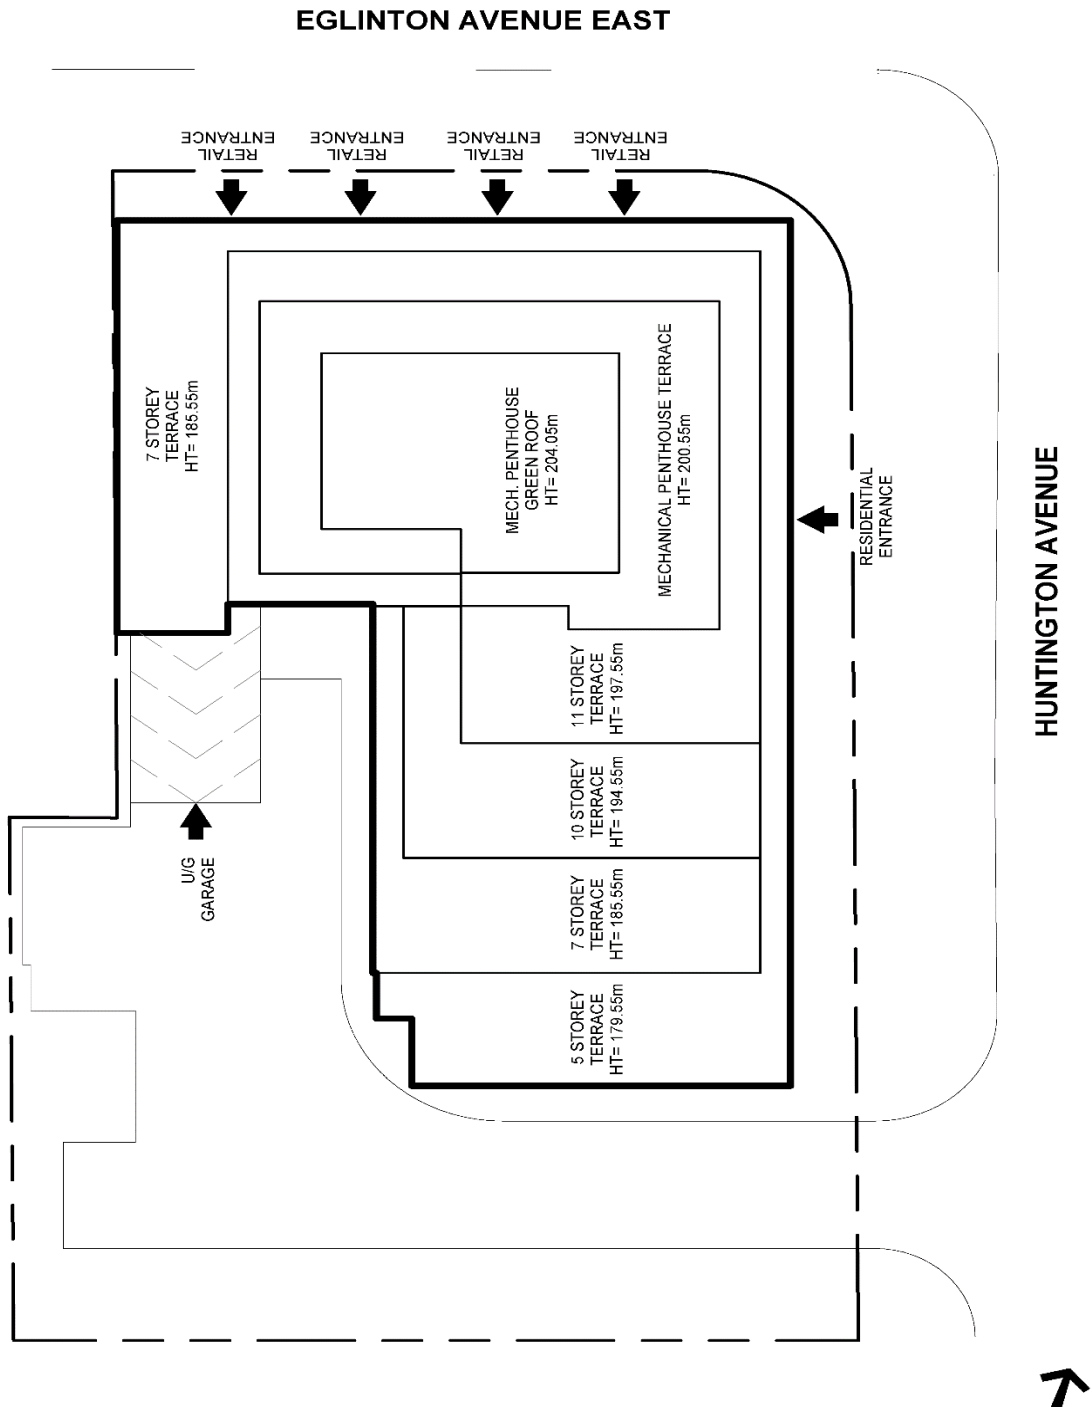 EGLINTON AVENUE EAST
RETAIL
ENTRANCE
RETAIL
ENTRANCE
RETAIL
ENTRANCE
RETAIL
ENTRANCE
7 STOREY
TERRACE
HT= 185.55m
MECH. PENTHOUSE
GREEN ROOF
HT= 204.05m
MECHANICAL PENTHOUSE TERRACE
HT= 200.55m
RESIDENTIAL
ENTRANCE
HUNTINGTON AVENUE
11 STOREY
TERRACE
HT= 197.55m
10 STOREY
TERRACE
HT= 194.55m
U/G
GARAGE
7 STOREY
TERRACE
HT= 185.55m
5 STOREY
TERRACE
HT= 179.55m